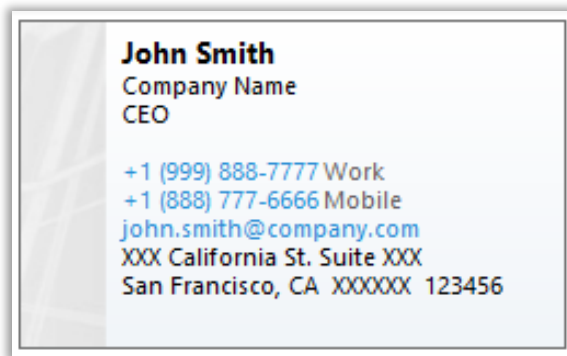 John Smith
Company Name
CEO
+1 (999) 888-7777 Work
+1 (888) 777-6666 Mobile
john.smith@company.com
XXX California St. Suite XXX
San Francisco, CA  XXXXXX  123456